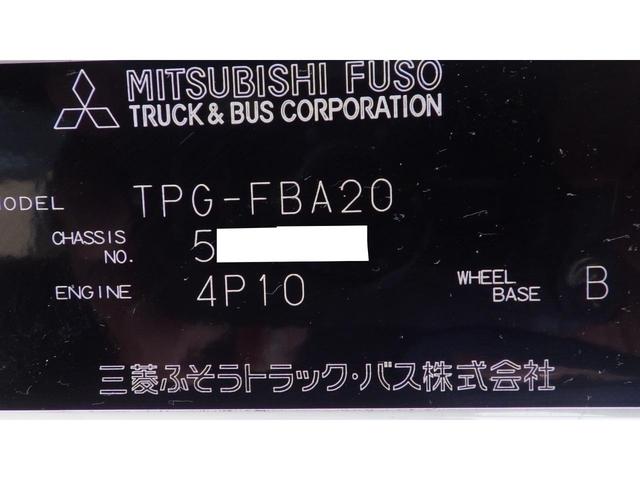 MITSUBISHI FUSO
TRUCK & BUS CORPORATION
MODEL TPG-FBA20
CHASSIS NO. 5
ENGINE 4P10 WHEEL BASE B
三菱ふそうトラック・バス株式会社